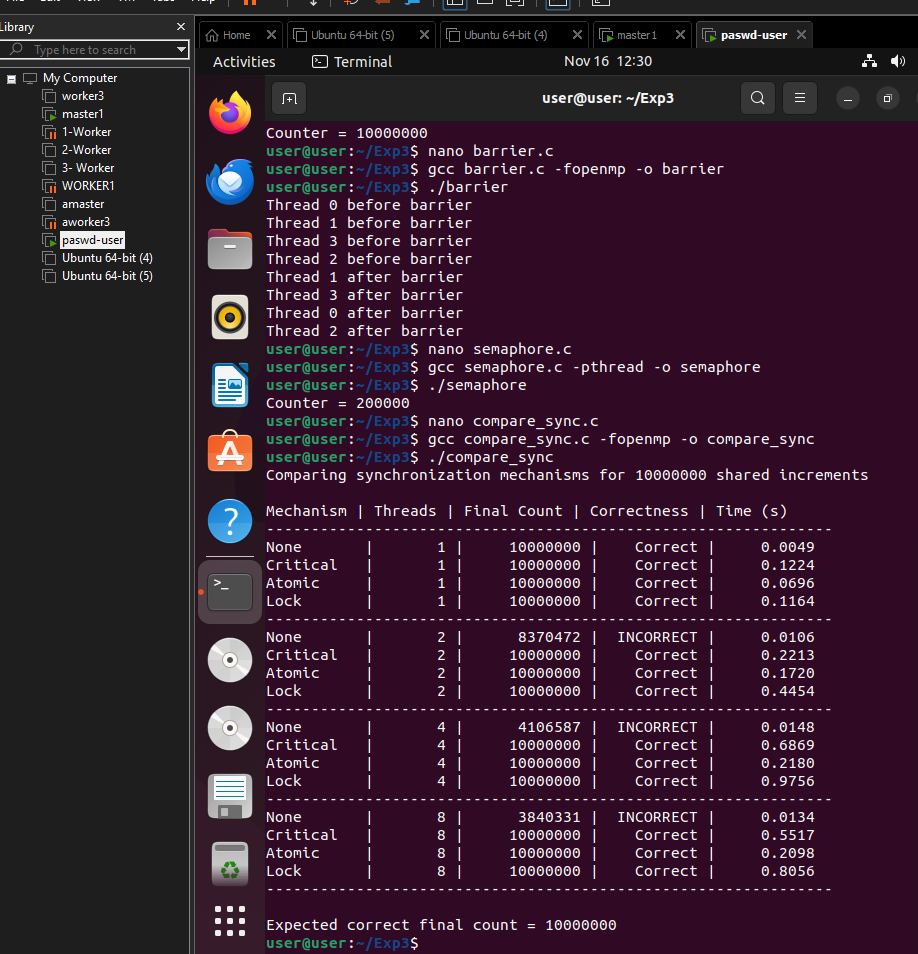 Library
Type here to search
My Computer
worker3
master1
1-Worker
2-Worker
3- Worker
WORKER1
amaster
aworker3
paswd-user
Ubuntu 64-bit (4)
Ubuntu 64-bit (5)
Home
Ubuntu 64-bit (5)
Ubuntu 64-bit (4)
master1
paswd-user
Activities
Terminal
Nov 16 12:30
user@user: ~/Exp3
Counter = 10000000
user@user:~/Exp3$ nano barrier.c
user@user:~/Exp3$ gcc barrier.c -fopenmp -o barrier
user@user:~/Exp3$ ./barrier
Thread 0 before barrier
Thread 1 before barrier
Thread 3 before barrier
Thread 2 before barrier
Thread 1 after barrier
Thread 3 after barrier
Thread 0 after barrier
Thread 2 after barrier
user@user:~/Exp3$ nano semaphore.c
user@user:~/Exp3$ gcc semaphore.c -pthread -o semaphore
user@user:~/Exp3$ ./semaphore
Counter = 200000
user@user:~/Exp3$ nano compare_sync.c
user@user:~/Exp3$ gcc compare_sync.c -fopenmp -o compare_sync
user@user:~/Exp3$ ./compare_sync
Comparing synchronization mechanisms for 10000000 shared increments
Mechanism | Threads | Final Count | Correctness | Time (s)
---------------------------------------------------------------
None       |       1 |     10000000 |    Correct |     0.0049
Critical   |       1 |     10000000 |    Correct |     0.1224
Atomic     |       1 |     10000000 |    Correct |     0.0696
Lock       |       1 |     10000000 |    Correct |     0.1164
---------------------------------------------------------------
None       |       2 |      8370472 |  INCORRECT |     0.0106
Critical   |       2 |     10000000 |    Correct |     0.2213
Atomic     |       2 |     10000000 |    Correct |     0.1720
Lock       |       2 |     10000000 |    Correct |     0.4454
---------------------------------------------------------------
None       |       4 |      4106587 |  INCORRECT |     0.0148
Critical   |       4 |     10000000 |    Correct |     0.6869
Atomic     |       4 |     10000000 |    Correct |     0.2180
Lock       |       4 |     10000000 |    Correct |     0.9756
---------------------------------------------------------------
None       |       8 |      3840331 |  INCORRECT |     0.0134
Critical   |       8 |     10000000 |    Correct |     0.5517
Atomic     |       8 |     10000000 |    Correct |     0.2098
Lock       |       8 |     10000000 |    Correct |     0.8056
---------------------------------------------------------------
Expected correct final count = 10000000
user@user:~/Exp3$